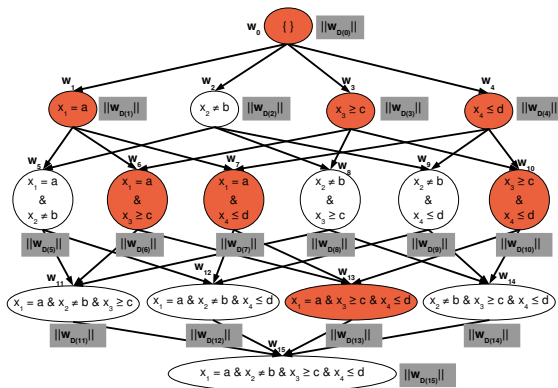 w0 { } ||wD(0)||
w1 w2 w3 w4
x1 = a ||wD(1)|| x2 ≠ b ||wD(2)|| x3 ≥ c ||wD(3)|| x4 ≤ d ||wD(4)||
w5 w6 w7 w8 w9 w10
x1 = a x1 = a x1 = a x2 ≠ b x2 ≠ b x3 ≥ c
& & & & & &
x2 ≠ b x3 ≥ c x4 ≤ d x3 ≥ c x4 ≤ d x4 ≤ d
||wD(5)|| ||wD(6)|| ||wD(7)|| ||wD(8)|| ||wD(9)|| ||wD(10)||
w11 w12 w13 w14
x1 = a & x2 ≠ b & x3 ≥ c x1 = a & x2 ≠ b & x4 ≤ d x1 = a & x3 ≥ c & x4 ≤ d x2 ≠ b & x3 ≥ c & x4 ≤ d
||wD(11)|| ||wD(12)|| ||wD(13)|| ||wD(14)||
w15
x1 = a & x2 ≠ b & x3 ≥ c & x4 ≤ d ||wD(15)||